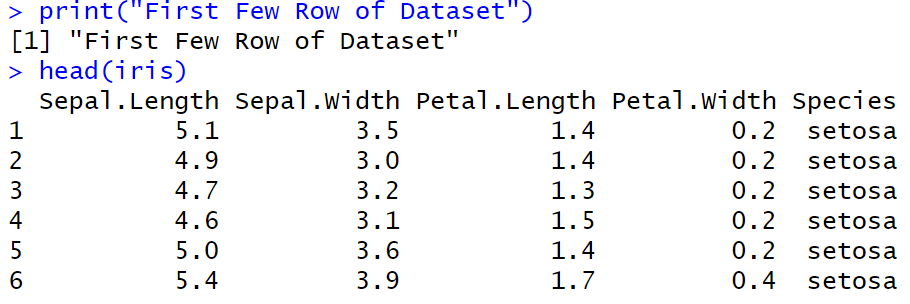 > print("First Few Row of Dataset")
[1] "First Few Row of Dataset"
> head(iris)
  Sepal.Length Sepal.Width Petal.Length Petal.Width Species
1          5.1         3.5          1.4         0.2  setosa
2          4.9         3.0          1.4         0.2  setosa
3          4.7         3.2          1.3         0.2  setosa
4          4.6         3.1          1.5         0.2  setosa
5          5.0         3.6          1.4         0.2  setosa
6          5.4         3.9          1.7         0.4  setosa